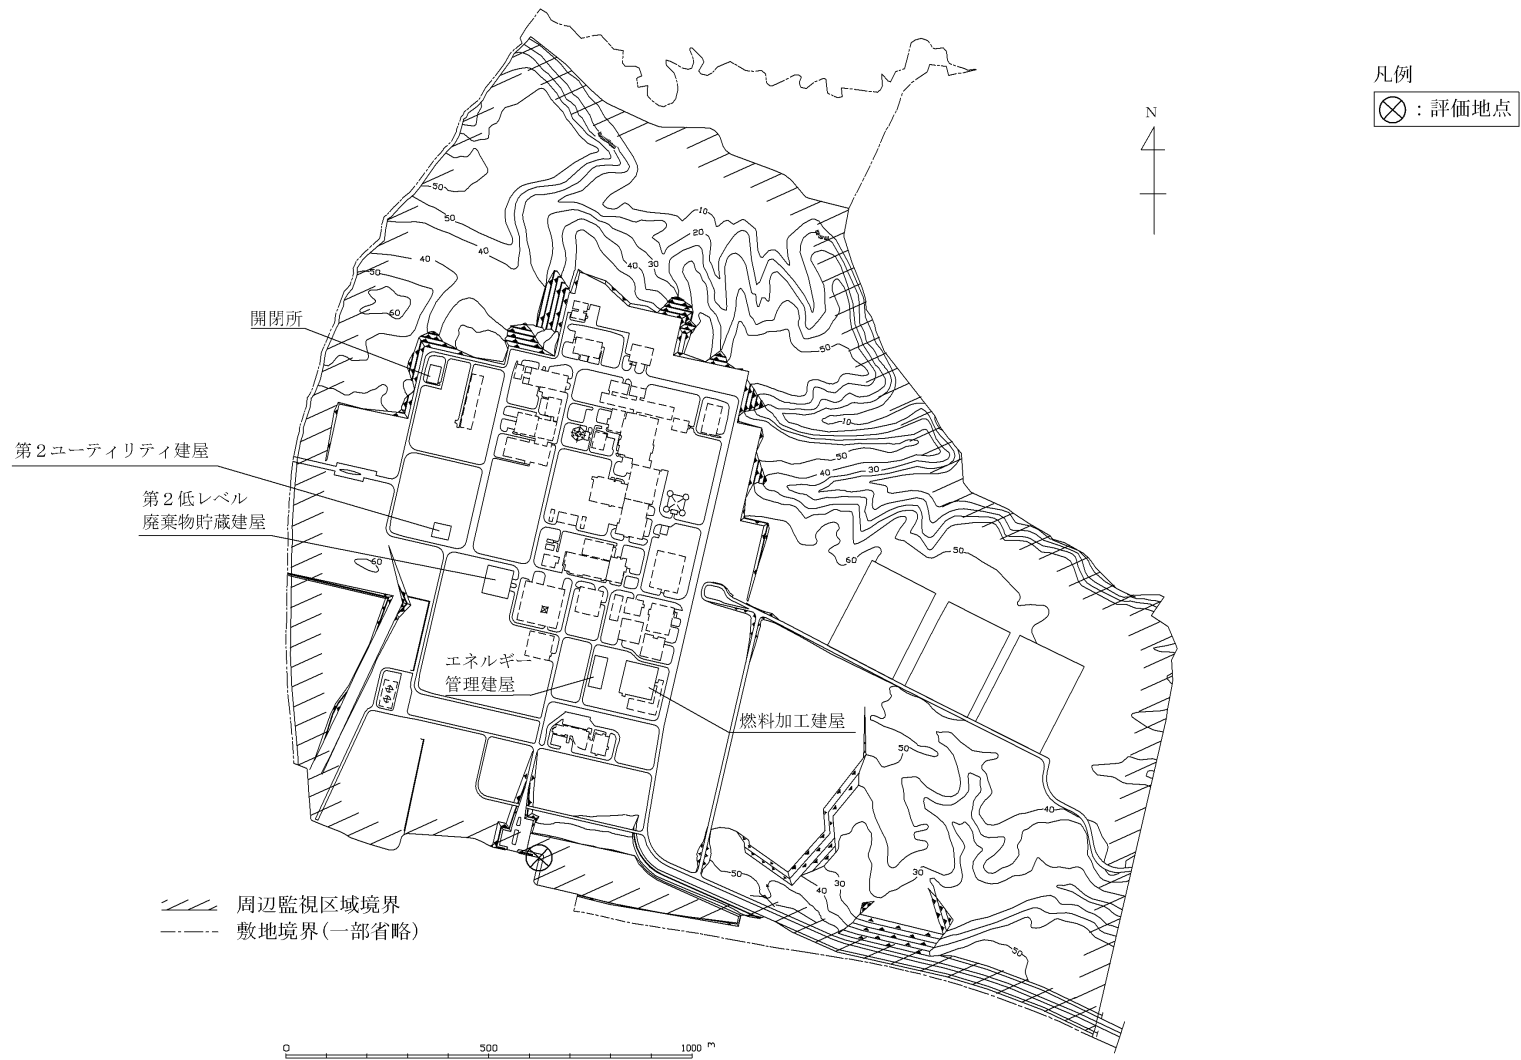 凡例
：評価地点
N
10
50
50
20
40
40
40
30
50
60
開閉所
50
10
第２ユーティリティ建屋
50
40
30
第２低レベル
廃棄物貯蔵建屋
60
50
60
エネルギー
管理建屋
燃料加工建屋
50
40
50
30
40
30
周辺監視区域境界
敷地境界(一部省略)
50
0
500
1000 m